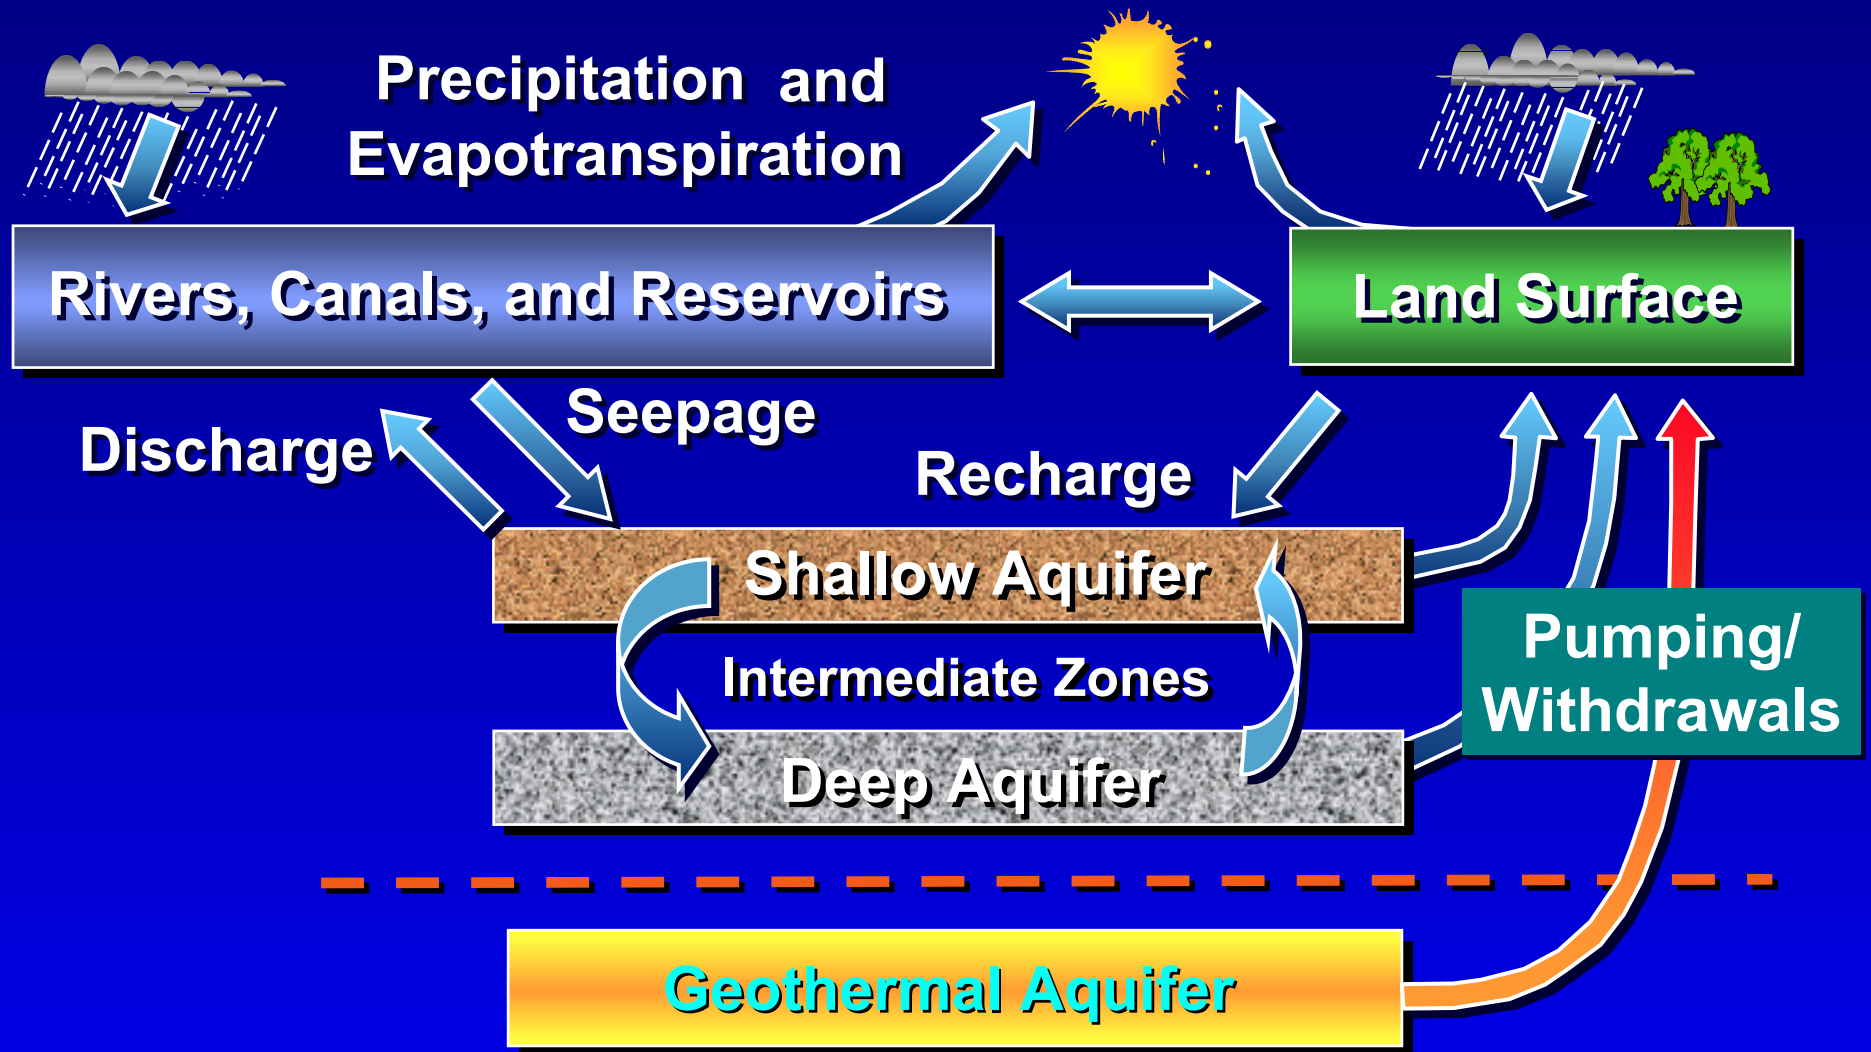 Precipitation and
Evapotranspiration
Rivers, Canals, and Reservoirs
Land Surface
Seepage
Discharge
Recharge
Shallow Aquifer
Intermediate Zones
Pumping/
Withdrawals
Deep Aquifer
Geothermal Aquifer